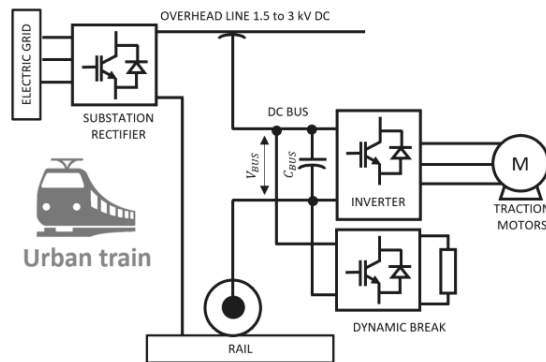 OVERHEAD LINE 1.5 to 3 kV DC
ELECTRIC GRID
SUBSTATION
RECTIFIER
DC BUS
V_BUS
C_BUS
INVERTER
M
TRACTION
MOTORS
Urban train
DYNAMIC BREAK
RAIL